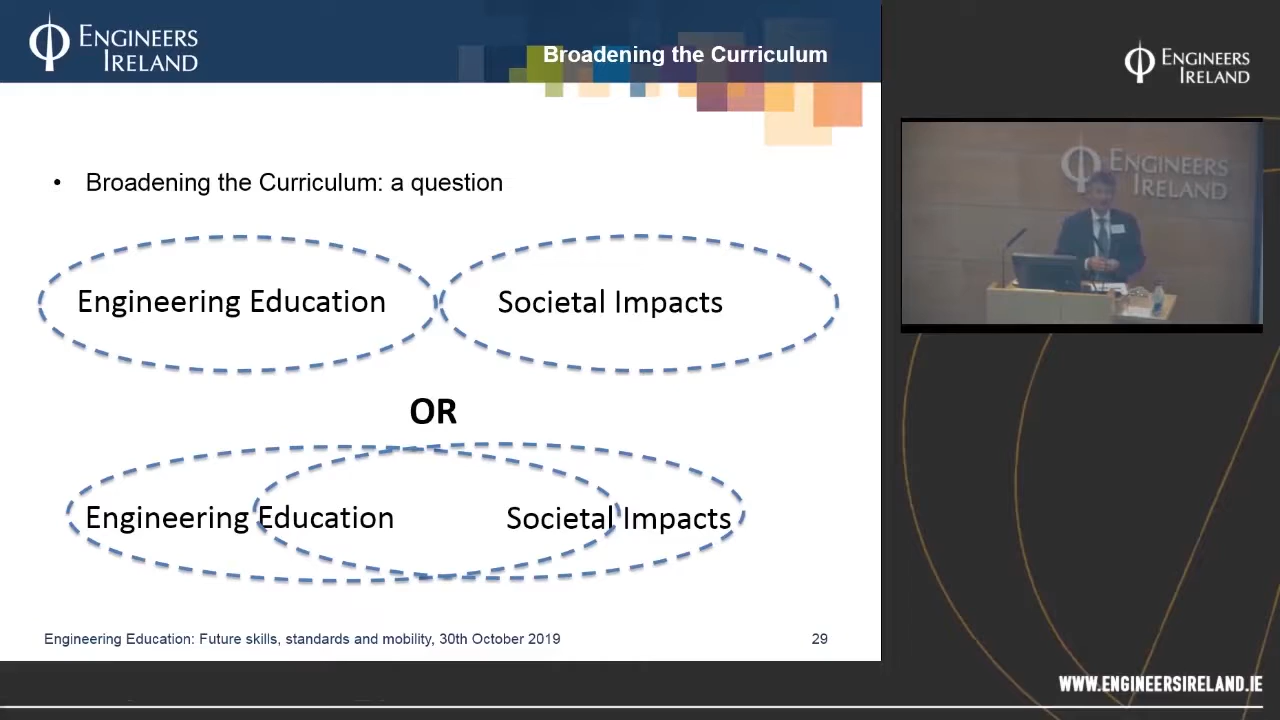 ENGINEERS
IRELAND
Broadening the Curriculum
• Broadening the Curriculum: a question
Engineering Education
Societal Impacts
OR
Engineering Education
Societal Impacts
Engineering Education: Future skills, standards and mobility, 30th October 2019
29
ENGINEERS
IRELAND
ENGINEERS
IRELAND
WWW.ENGINEERSIRELAND.IE